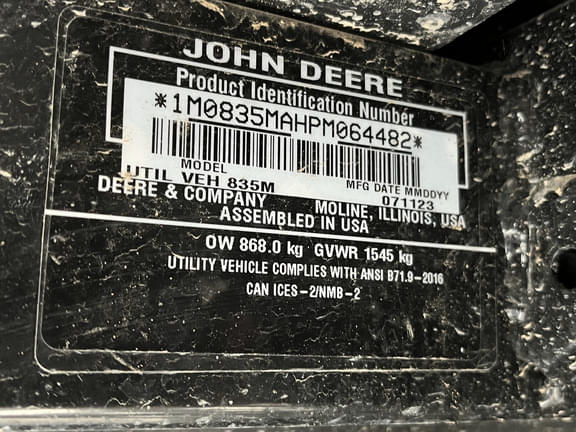 JOHN DEERE
Product Identification Number
*1M0835MAHPM064482*
MODEL MFG DATE MMDDYY
UTIL VEH 835M 071123
DEERE & COMPANY MOLINE, ILLINOIS, USA
ASSEMBLED IN USA
OW 868.0 kg GVWR 1545 kg
UTILITY VEHICLE COMPLIES WITH ANSI B71.9-2016
CAN ICES-2/NMB-2